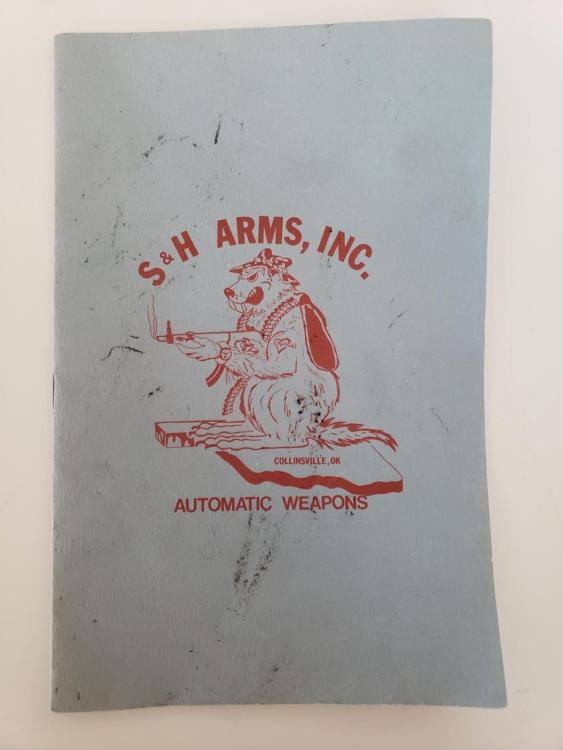 S & H ARMS, INC.
COLLINSVILLE, OK
AUTOMATIC WEAPONS